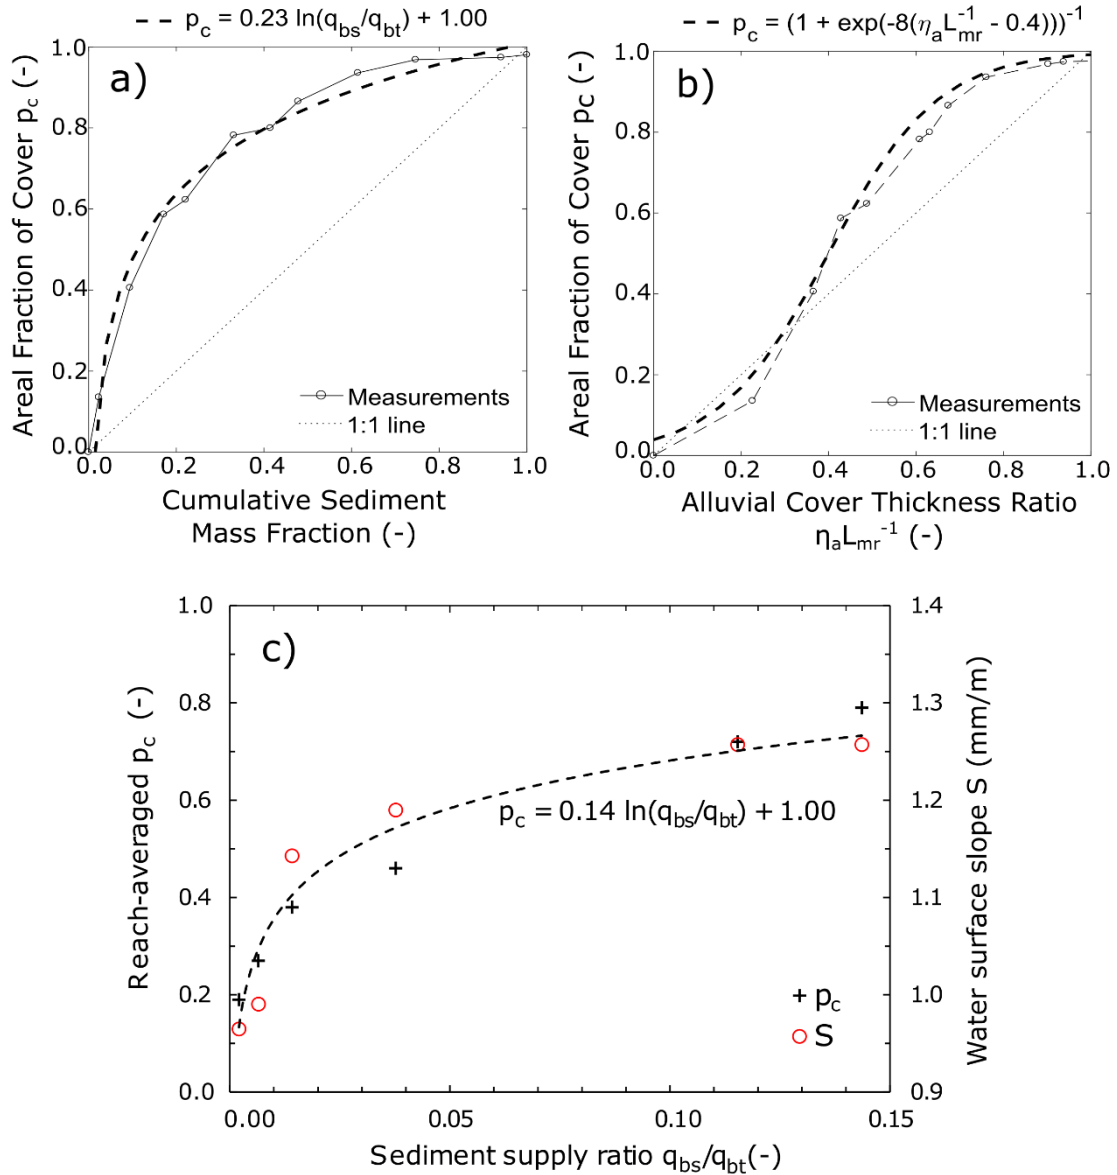 p_c = 0.23 ln(q_bs/q_bt) + 1.00
a)
Areal Fraction of Cover p_c (-)
1.0
0.8
0.6
0.4
0.2
0.0
Measurements
1:1 line
0.0 0.2 0.4 0.6 0.8 1.0
Cumulative Sediment
Mass Fraction (-)
p_c = (1 + exp(-8(η_aL_mr^-1 - 0.4)))^-1
b)
Areal Fraction of Cover p_c (-)
1.0
0.8
0.6
0.4
0.2
0.0
Measurements
1:1 line
0.0 0.2 0.4 0.6 0.8 1.0
Alluvial Cover Thickness Ratio
η_aL_mr^-1 (-)
c)
Reach-averaged p_c (-)
1.0
0.8
0.6
0.4
0.2
0.0
p_c = 0.14 ln(q_bs/q_bt) + 1.00
p_c
S
1.4
1.3
1.2
1.1
1.0
0.9
Water surface slope S (mm/m)
0.00 0.05 0.10 0.15
Sediment supply ratio q_bs/q_bt(-)